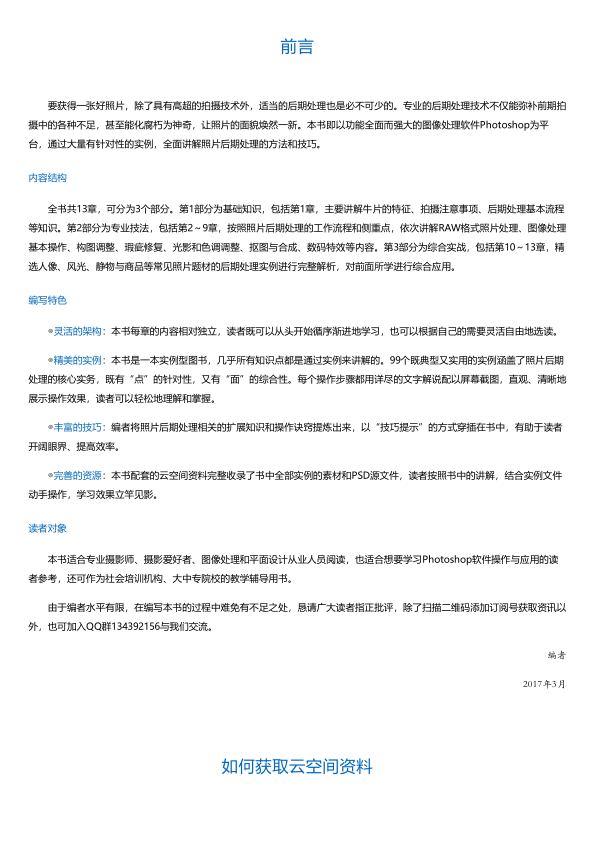 前言
要获得一张好照片，除了具有高超的拍摄技术外，适当的后期处理也是必不可少的。专业的后期处理技术不仅能弥补前期拍
摄中的各种不足，甚至能化腐朽为神奇，让照片的面貌焕然一新。本书即以功能全面而强大的图像处理软件Photoshop为平
台，通过大量有针对性的实例，全面讲解照片后期处理的方法和技巧。
内容结构
全书共13章，可分为3个部分。第1部分为基础知识，包括第1章，主要讲解牛片的特征、拍摄注意事项、后期处理基本流程
等知识。第2部分为专业技法，包括第2～9章，按照照片后期处理的工作流程和侧重点，依次讲解RAW格式照片处理、图像处理
基本操作、构图调整、瑕疵修复、光影和色调调整、抠图与合成、数码特效等内容。第3部分为综合实战，包括第10～13章，精
选人像、风光、静物与商品等常见照片题材的后期处理实例进行完整解析，对前面所学进行综合应用。
编写特色
◎灵活的架构：本书每章的内容相对独立，读者既可以从头开始循序渐进地学习，也可以根据自己的需要灵活自由地选读。
◎精美的实例：本书是一本实例型图书，几乎所有知识点都是通过实例来讲解的。99个既典型又实用的实例涵盖了照片后期
处理的核心实务，既有“点”的针对性，又有“面”的综合性。每个操作步骤都用详尽的文字解说配以屏幕截图，直观、清晰地
展示操作效果，读者可以轻松地理解和掌握。
◎丰富的技巧：编者将照片后期处理相关的扩展知识和操作诀窍提炼出来，以“技巧提示”的方式穿插在书中，有助于读者
开阔眼界、提高效率。
◎完善的资源：本书配套的云空间资料完整收录了书中全部实例的素材和PSD源文件，读者按照书中的讲解，结合实例文件
动手操作，学习效果立竿见影。
读者对象
本书适合专业摄影师、摄影爱好者、图像处理和平面设计从业人员阅读，也适合想要学习Photoshop软件操作与应用的读
者参考，还可作为社会培训机构、大中专院校的教学辅导用书。
由于编者水平有限，在编写本书的过程中难免有不足之处，恳请广大读者指正批评，除了扫描二维码添加订阅号获取资讯以
外，也可加入QQ群134392156与我们交流。
编者
2017年3月
如何获取云空间资料